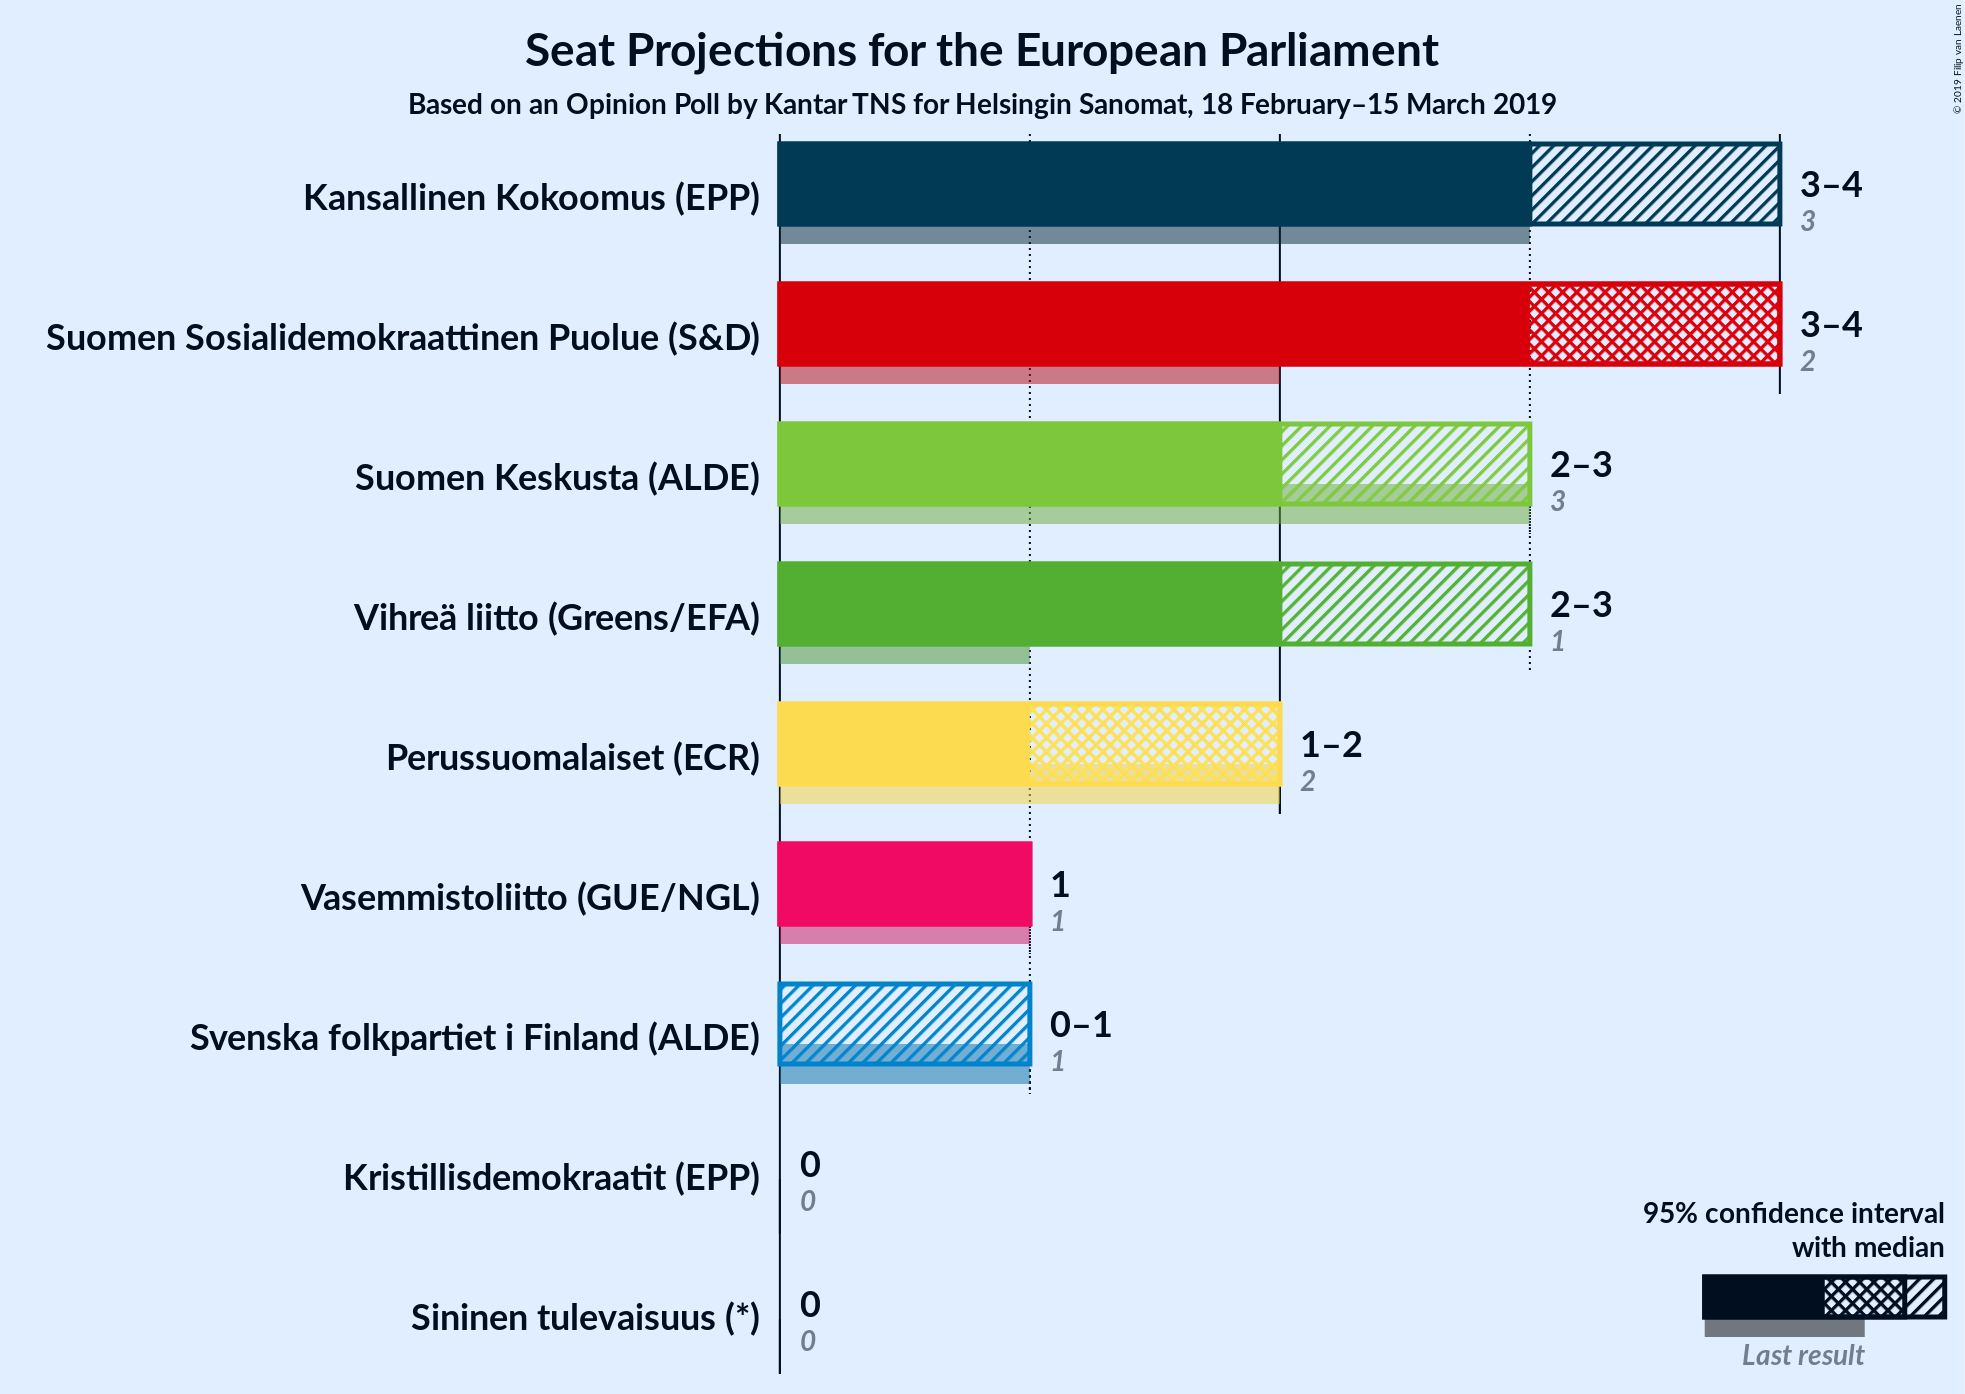 Seat Projections for the European Parliament
Based on an Opinion Poll by Kantar TNS for Helsingin Sanomat, 18 February–15 March 2019
© 2019 Filip van Laenen
Kansallinen Kokoomus (EPP)
3–4
3
Suomen Sosialidemokraattinen Puolue (S&D)
3–4
2
Suomen Keskusta (ALDE)
2–3
3
Vihreä liitto (Greens/EFA)
2–3
1
Perussuomalaiset (ECR)
1–2
2
Vasemmistoliitto (GUE/NGL)
1
1
Svenska folkpartiet i Finland (ALDE)
0–1
1
Kristillisdemokraatit (EPP)
0
0
Sininen tulevaisuus (*)
0
0
95% confidence interval
with median
Last result